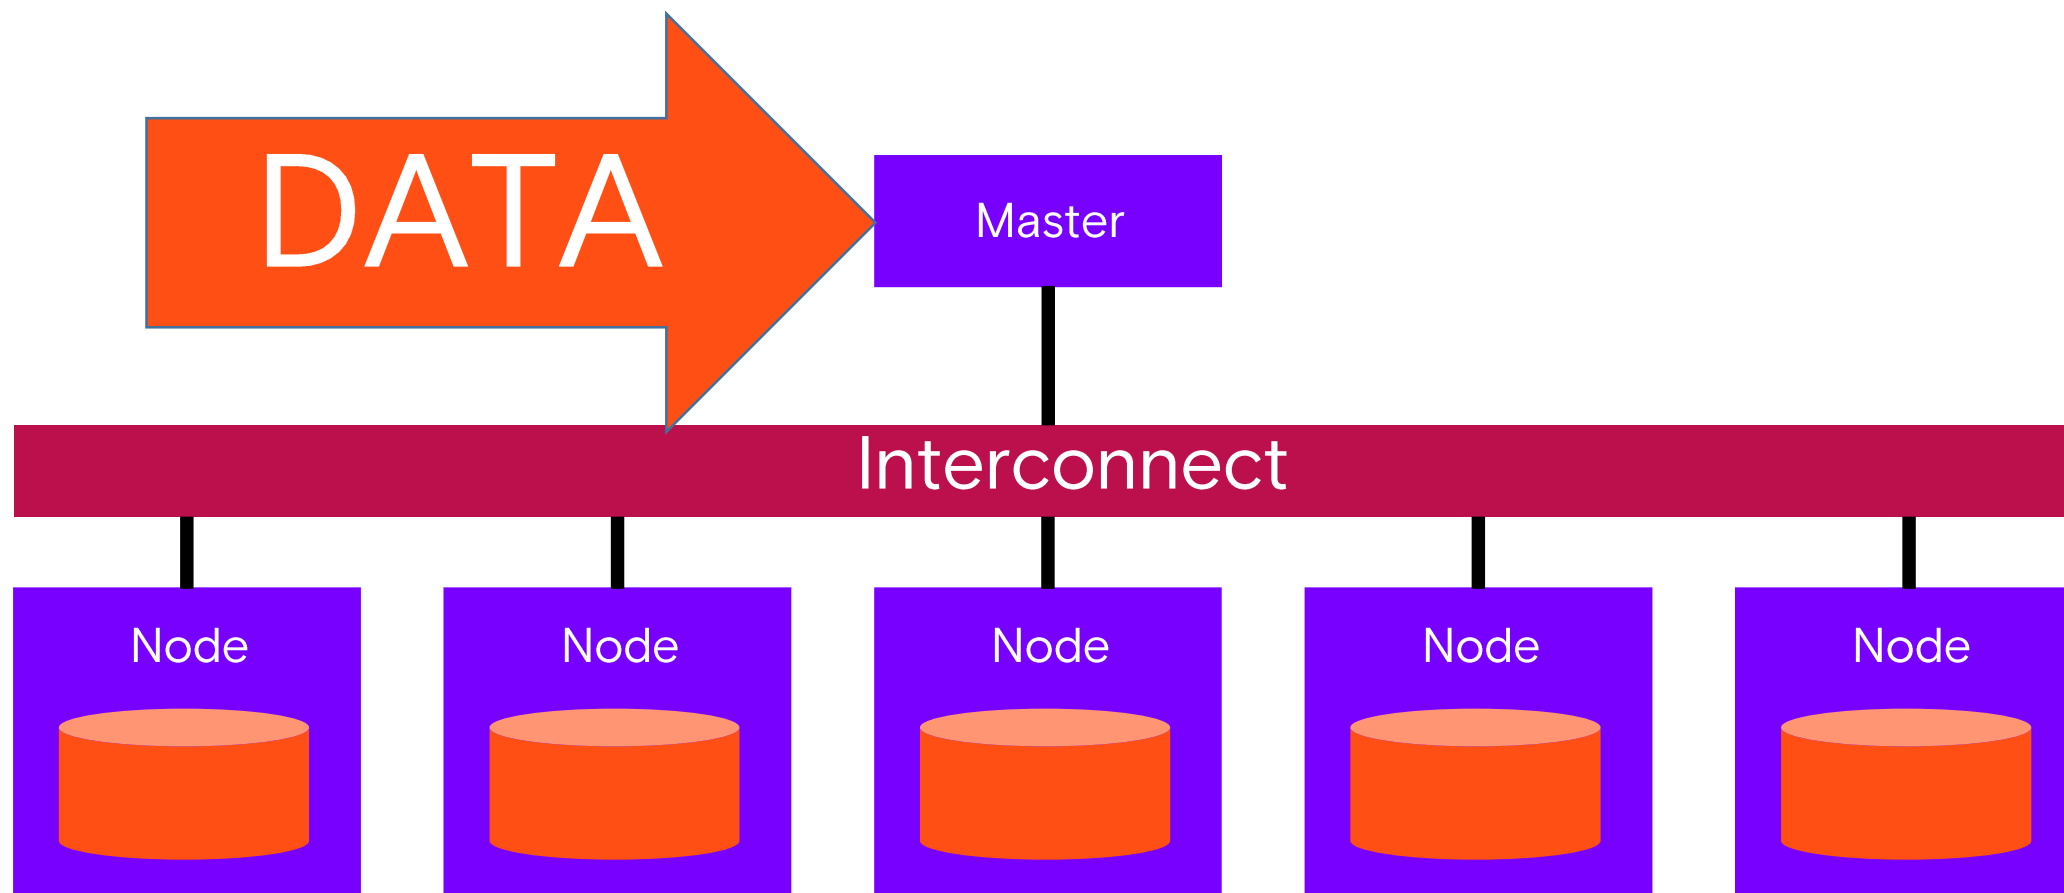 DATA
Master
Interconnect
Node
Node
Node
Node
Node